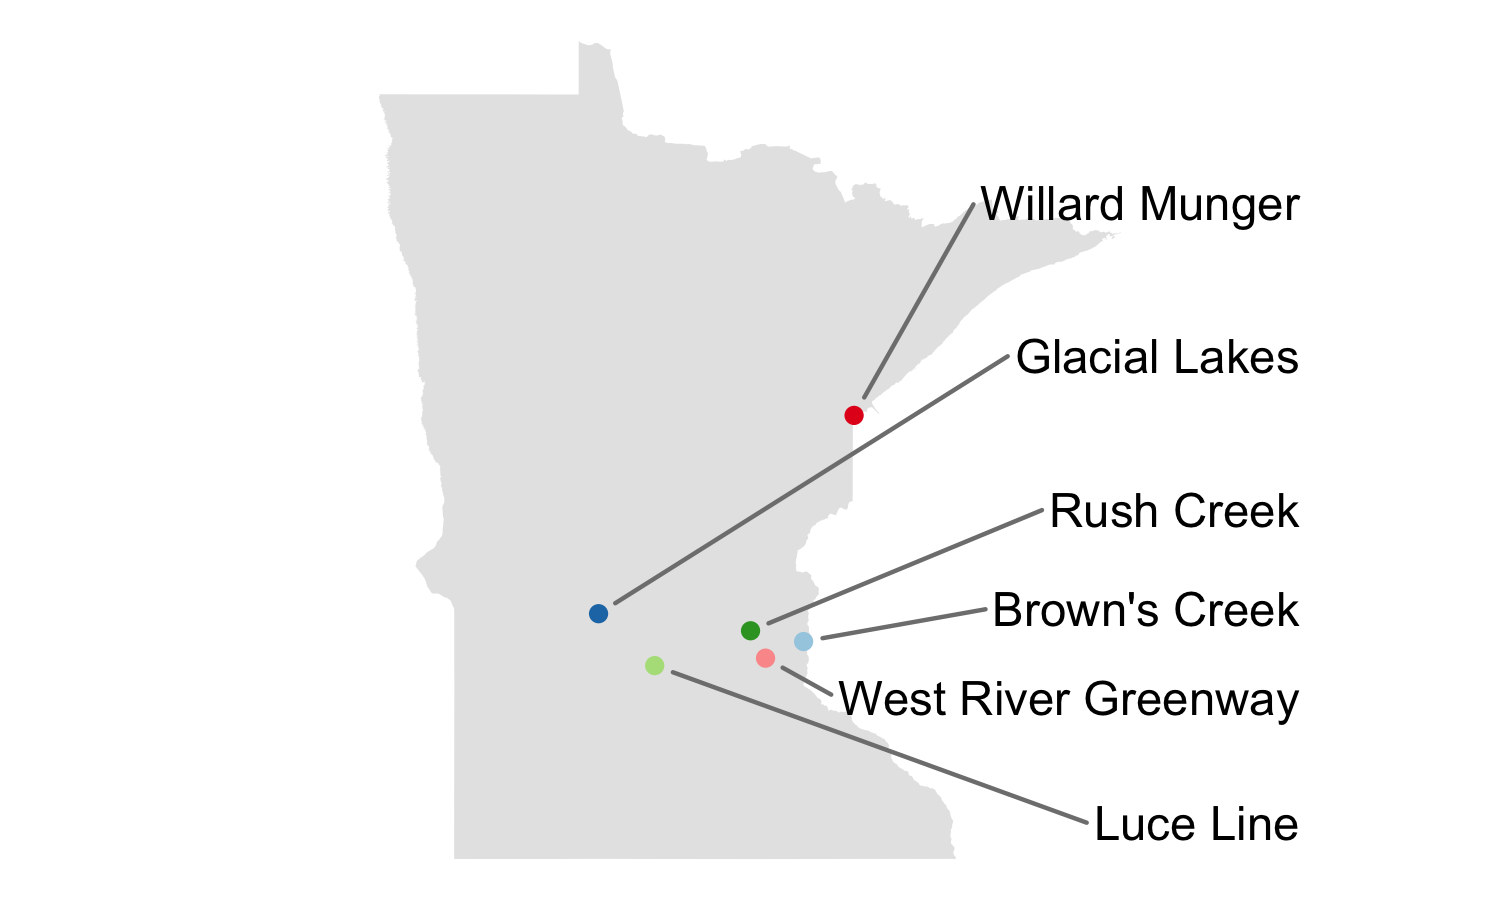 Willard Munger
Glacial Lakes
Rush Creek
Brown's Creek
West River Greenway
Luce Line